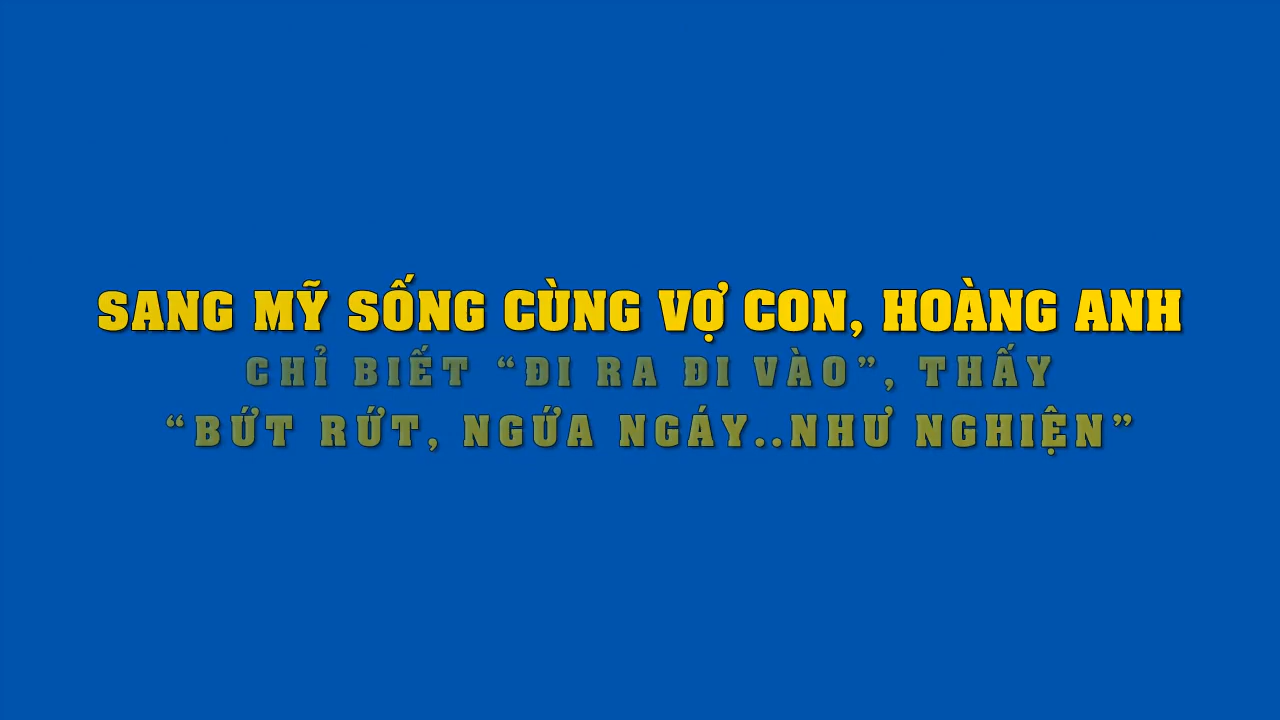 SANG MỸ SỐNG CÙNG VỢ CON, HOÀNG ANH
CHỈ BIẾT “ĐI RA ĐI VÀO”, THẤY
“BỨT RỨT, NGỨA NGÁY..NHƯ NGHIỆN”